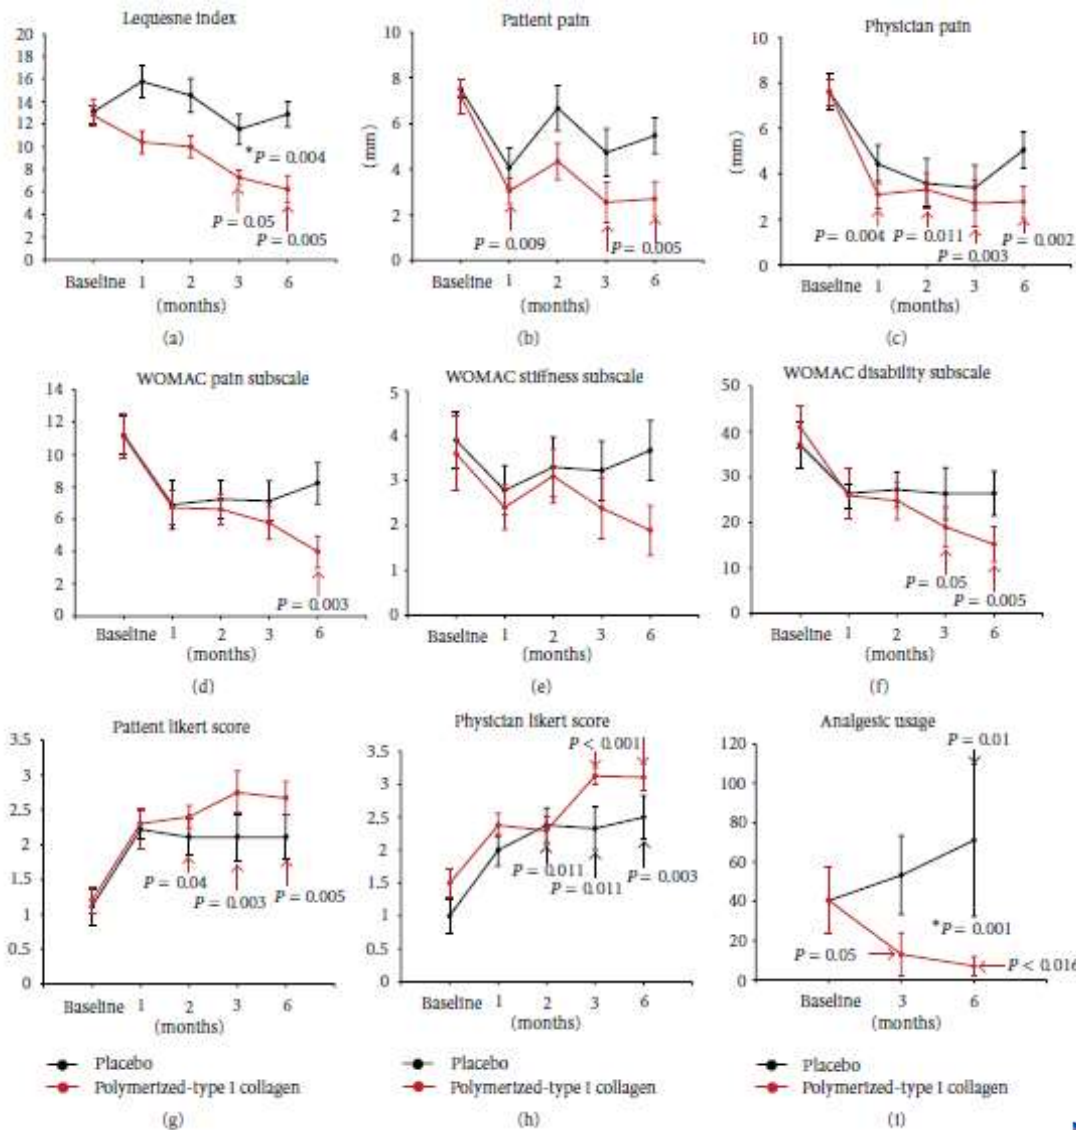 Lequesne index
20
18
16
14
12
10
8
6
4
2
0
*P = 0.004
P = 0.05
P = 0.005
Baseline 1 2 3 6
(months)
(a)
Patient pain
10
8
6
4
2
0
(mm)
P = 0.009
P = 0.005
Baseline 1 2 3 6
(months)
(b)
Physician pain
10
8
6
4
2
0
(mm)
P = 0.004
P = 0.011
P = 0.003
P = 0.002
Baseline 1 2 3 6
(months)
(c)
WOMAC pain subscale
14
12
10
8
6
4
2
0
P = 0.003
Baseline 1 2 3 6
(months)
(d)
WOMAC stiffness subscale
5
4
3
2
1
0
Baseline 1 2 3 6
(months)
(e)
WOMAC disability subscale
50
40
30
20
10
0
P = 0.05
P = 0.005
Baseline 1 2 3 6
(months)
(f)
Patient likert score
3.5
3
2.5
2
1.5
1
0.5
0
P = 0.04
P = 0.003
P = 0.005
Baseline 1 2 3 6
(months)
Placebo
Polymerized-type I collagen
(g)
Physician likert score
3.5
3
2.5
2
1.5
1
0.5
0
P < 0.001
P = 0.011
P = 0.011
P = 0.003
Baseline 1 2 3 6
(months)
Placebo
Polymerized-type I collagen
(h)
Analgesic usage
120
100
80
60
40
20
0
P = 0.01
*P = 0.001
P = 0.05
P < 0.016
Baseline 3 6
(months)
Placebo
Polymerized-type I collagen
(i)